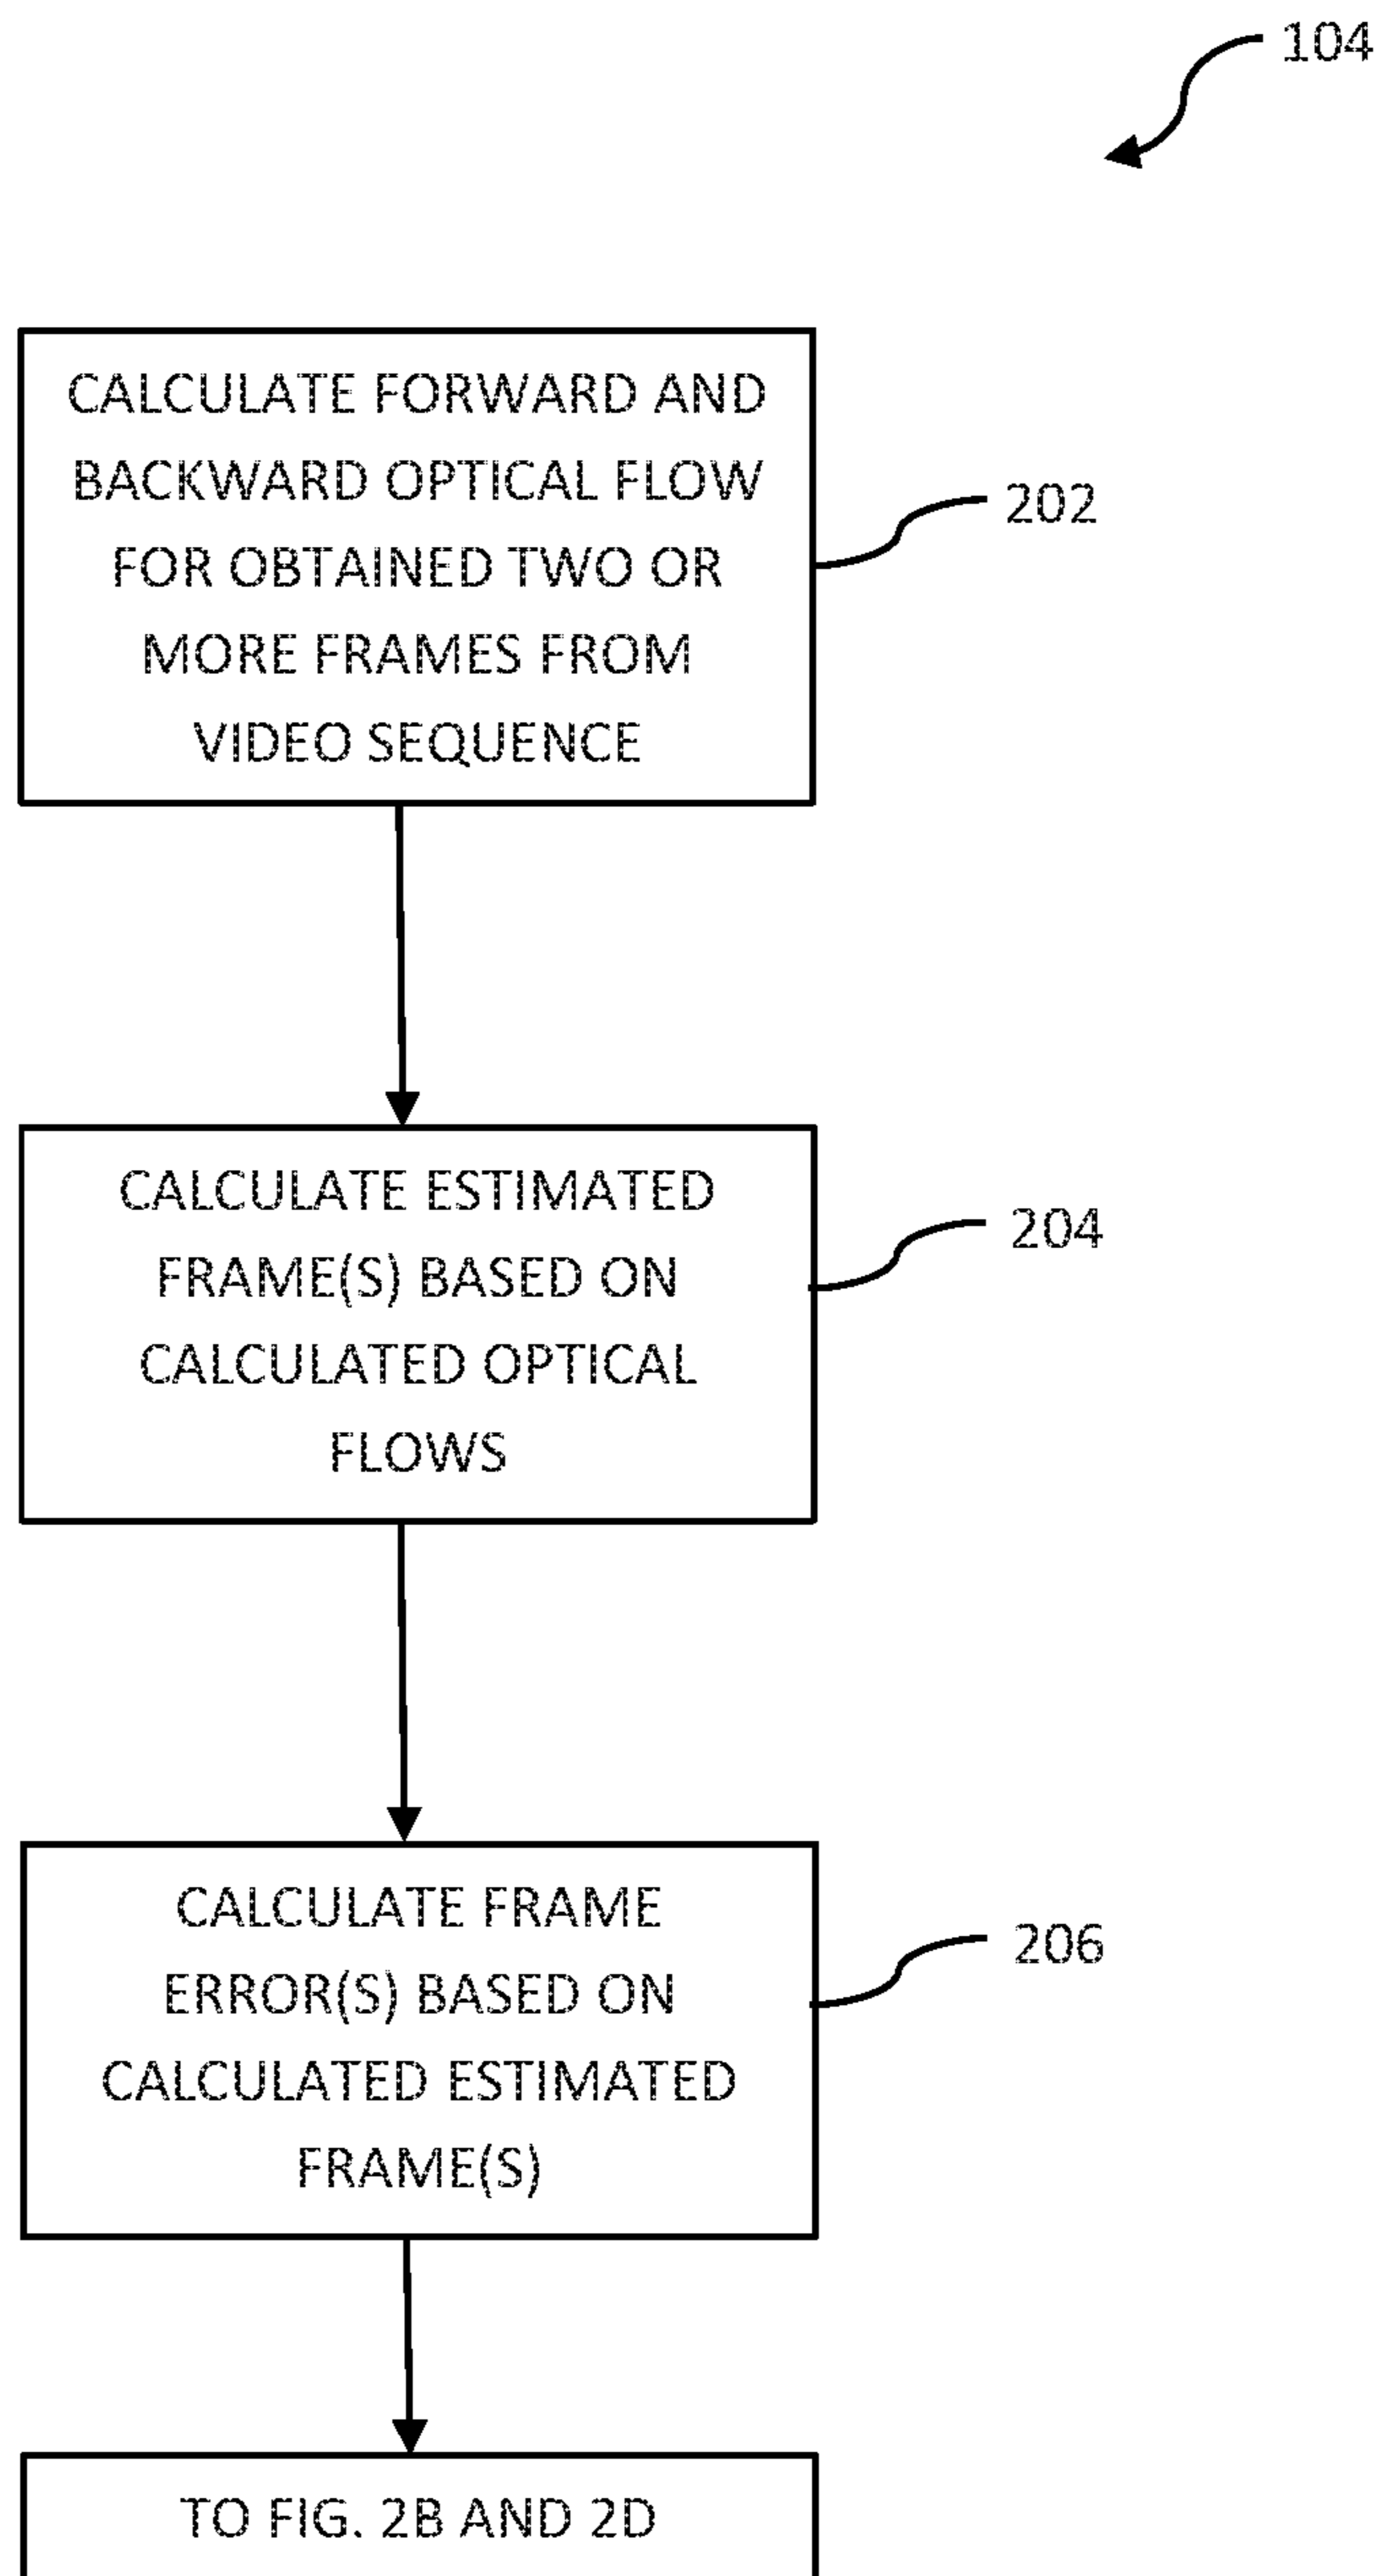 104
CALCULATE FORWARD AND
BACKWARD OPTICAL FLOW
FOR OBTAINED TWO OR
MORE FRAMES FROM
VIDEO SEQUENCE
202
CALCULATE ESTIMATED
FRAME(S) BASED ON
CALCULATED OPTICAL
FLOWS
204
CALCULATE FRAME
ERROR(S) BASED ON
CALCULATED ESTIMATED
FRAME(S)
206
TO FIG. 2B AND 2D